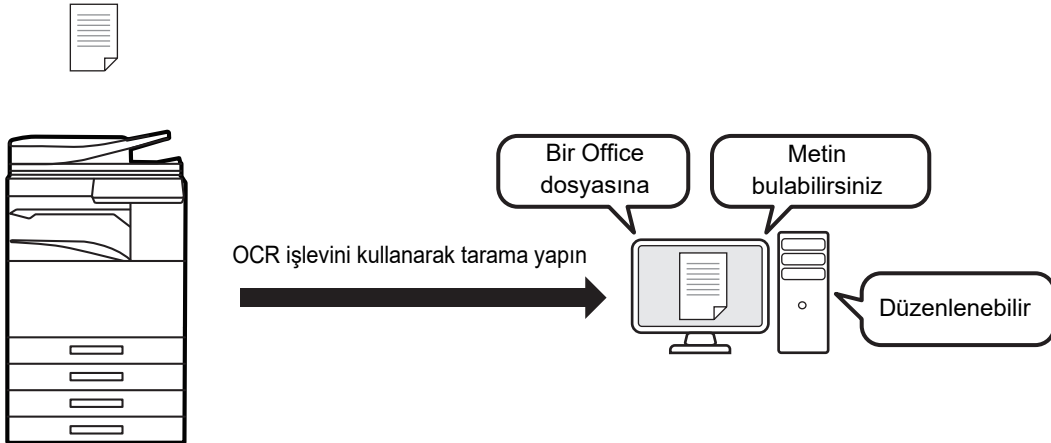 Bir Office
dosyasına
Metin
bulabilirsiniz
OCR işlevini kullanarak tarama yapın
Düzenlenebilir